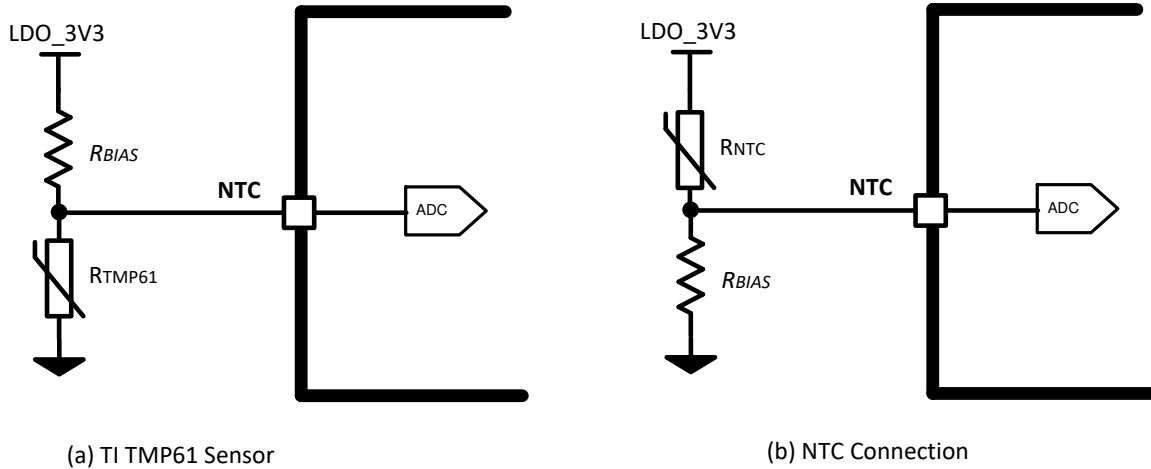 LDO_3V3
RBIAS
NTC
ADC
RTMP61
(a) TI TMP61 Sensor
LDO_3V3
RNTC
NTC
ADC
RBIAS
(b) NTC Connection